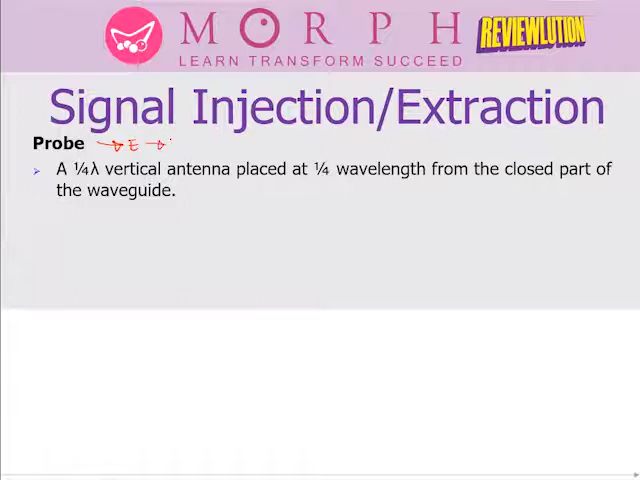 MORPH
LEARN TRANSFORM SUCCEED
REVIEWLUTION
Signal Injection/Extraction
Probe → E →
➢ A ¼λ vertical antenna placed at ¼ wavelength from the closed part of
the waveguide.